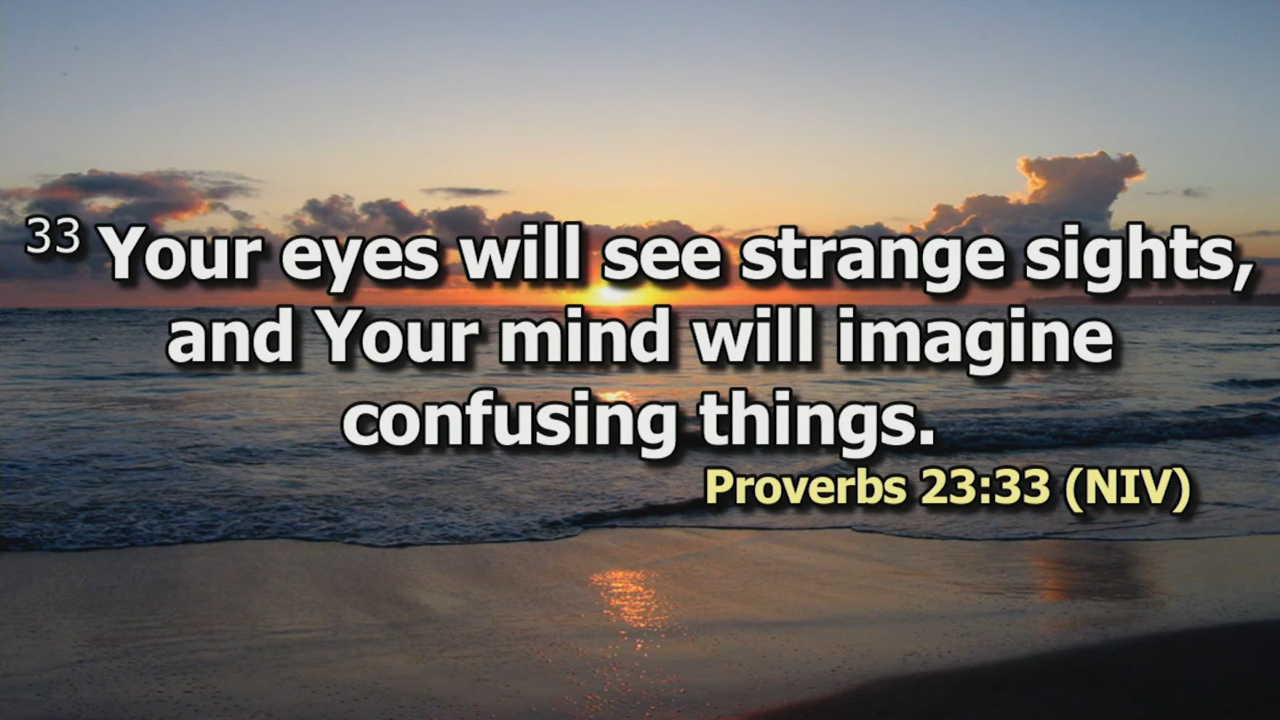 33 Your eyes will see strange sights,
and Your mind will imagine
confusing things.
Proverbs 23:33 (NIV)